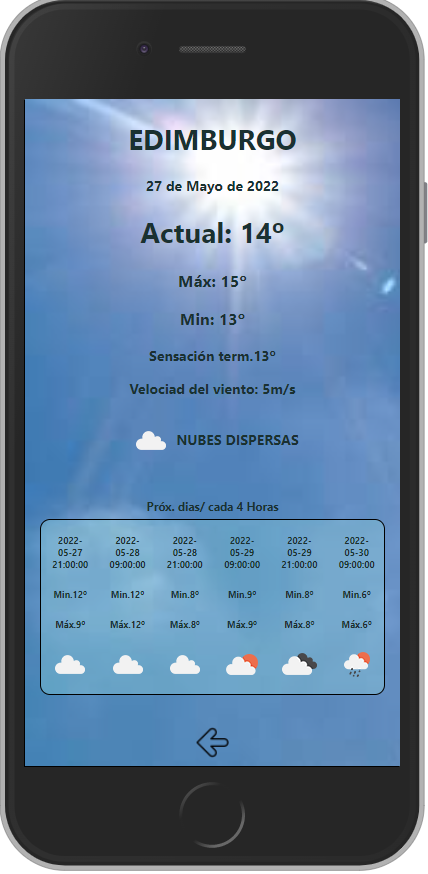 EDIMBURGO
27 de Mayo de 2022
Actual: 14º
Máx: 15º
Min: 13º
Sensación term.13º
Velociad del viento: 5m/s
NUBES DISPERSAS
Próx. dias/ cada 4 Horas
2022- 2022- 2022- 2022- 2022- 2022-
05-27 05-28 05-28 05-29 05-29 05-30
21:00:00 09:00:00 21:00:00 09:00:00 21:00:00 09:00:00
Min.12º Min.12º Min.8º Min.9º Min.8º Min.6º
Máx.9º Máx.12º Máx.8º Máx.9º Máx.8º Máx.6º